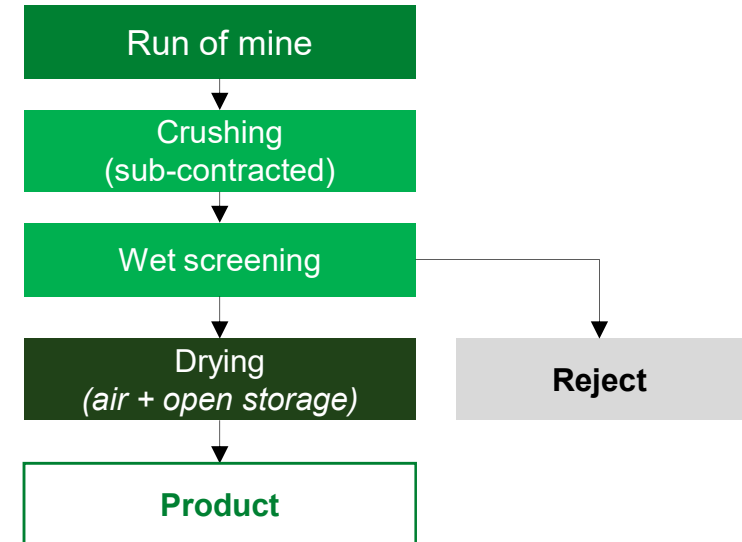 Run of mine
Crushing
(sub-contracted)
Wet screening
Drying
(air + open storage)
Reject
Product